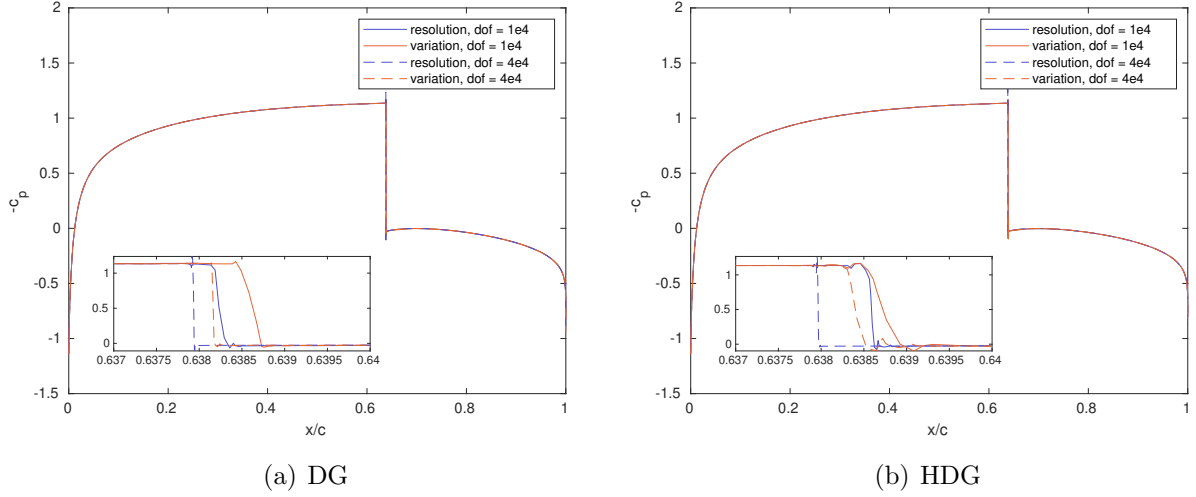 2
1.5
1
0.5
0
-0.5
-1
-1.5
-c_p
resolution, dof = 1e4
variation, dof = 1e4
resolution, dof = 4e4
variation, dof = 4e4
1
0
0.637 0.6375 0.638 0.6385 0.639 0.6395 0.64
0 0.2 0.4 0.6 0.8 1
x/c
(a) DG
2
1.5
1
0.5
0
-0.5
-1
-1.5
-c_p
resolution, dof = 1e4
variation, dof = 1e4
resolution, dof = 4e4
variation, dof = 4e4
1
0
0.637 0.6375 0.638 0.6385 0.639 0.6395 0.64
0 0.2 0.4 0.6 0.8 1
x/c
(b) HDG